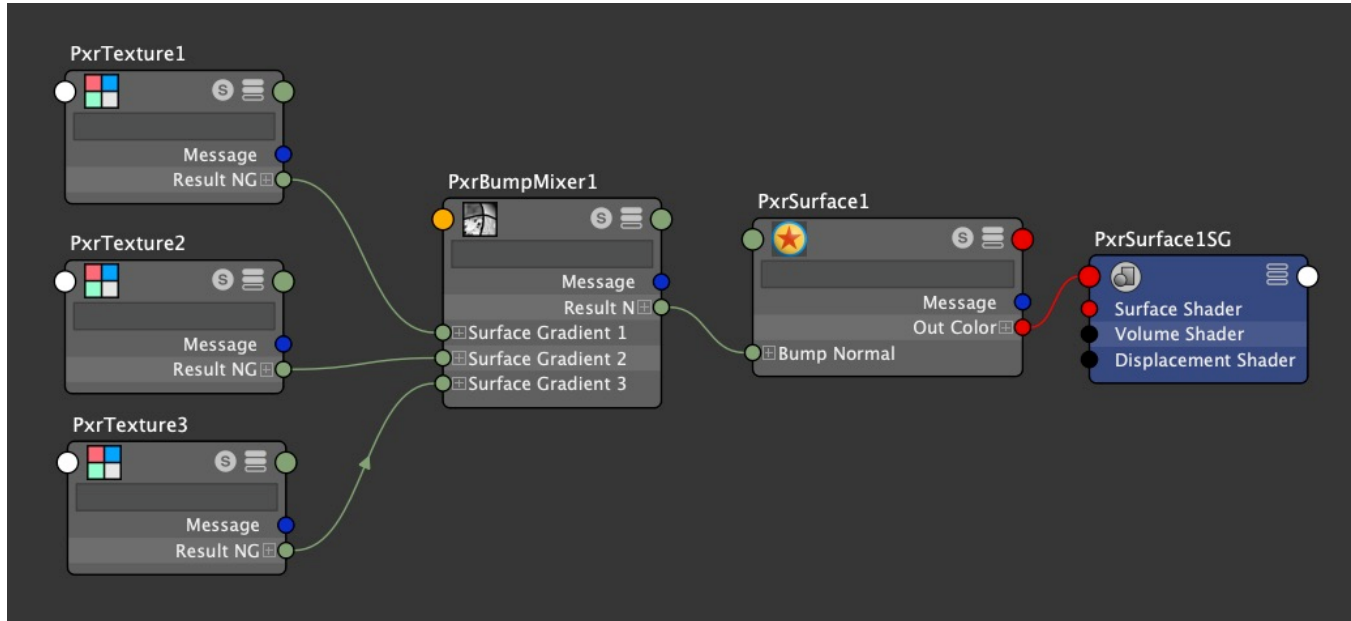 PxrTexture1
S
Message
Result NG
PxrTexture2
S
Message
Result NG
PxrTexture3
S
Message
Result NG
PxrBumpMixer1
S
Message
Result N
Surface Gradient 1
Surface Gradient 2
Surface Gradient 3
PxrSurface1
S
Message
Out Color
Bump Normal
PxrSurface1SG
Surface Shader
Volume Shader
Displacement Shader